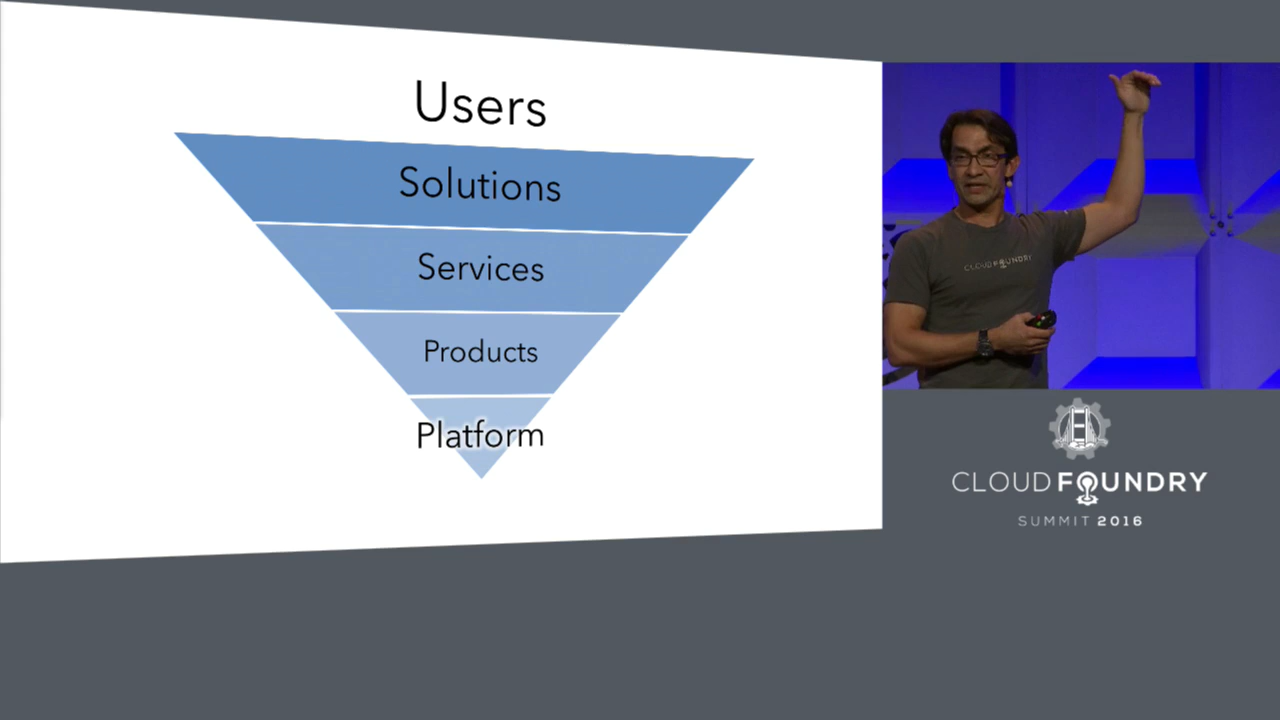 Users
Solutions
Services
Products
Platform
CLOUD FOUNDRY
CLOUD FOUNDRY
SUMMIT 2016